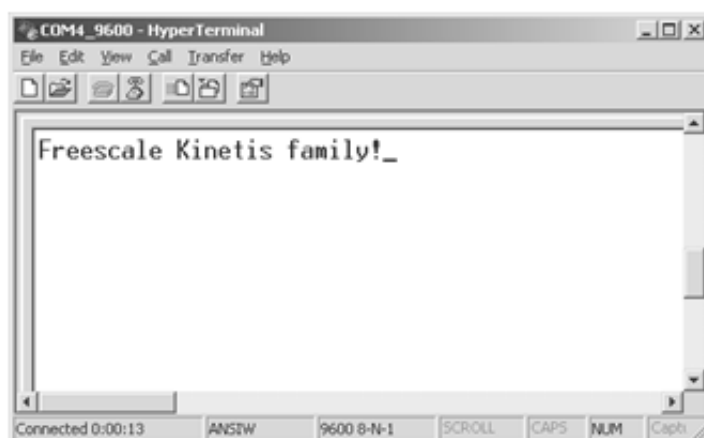 COM4_9600 - HyperTerminal
File Edit View Call Transfer Help
Freescale Kinetis family!_
Connected 0:00:13 ANSIW 9600 8-N-1 SCROLL CAPS NUM Captu